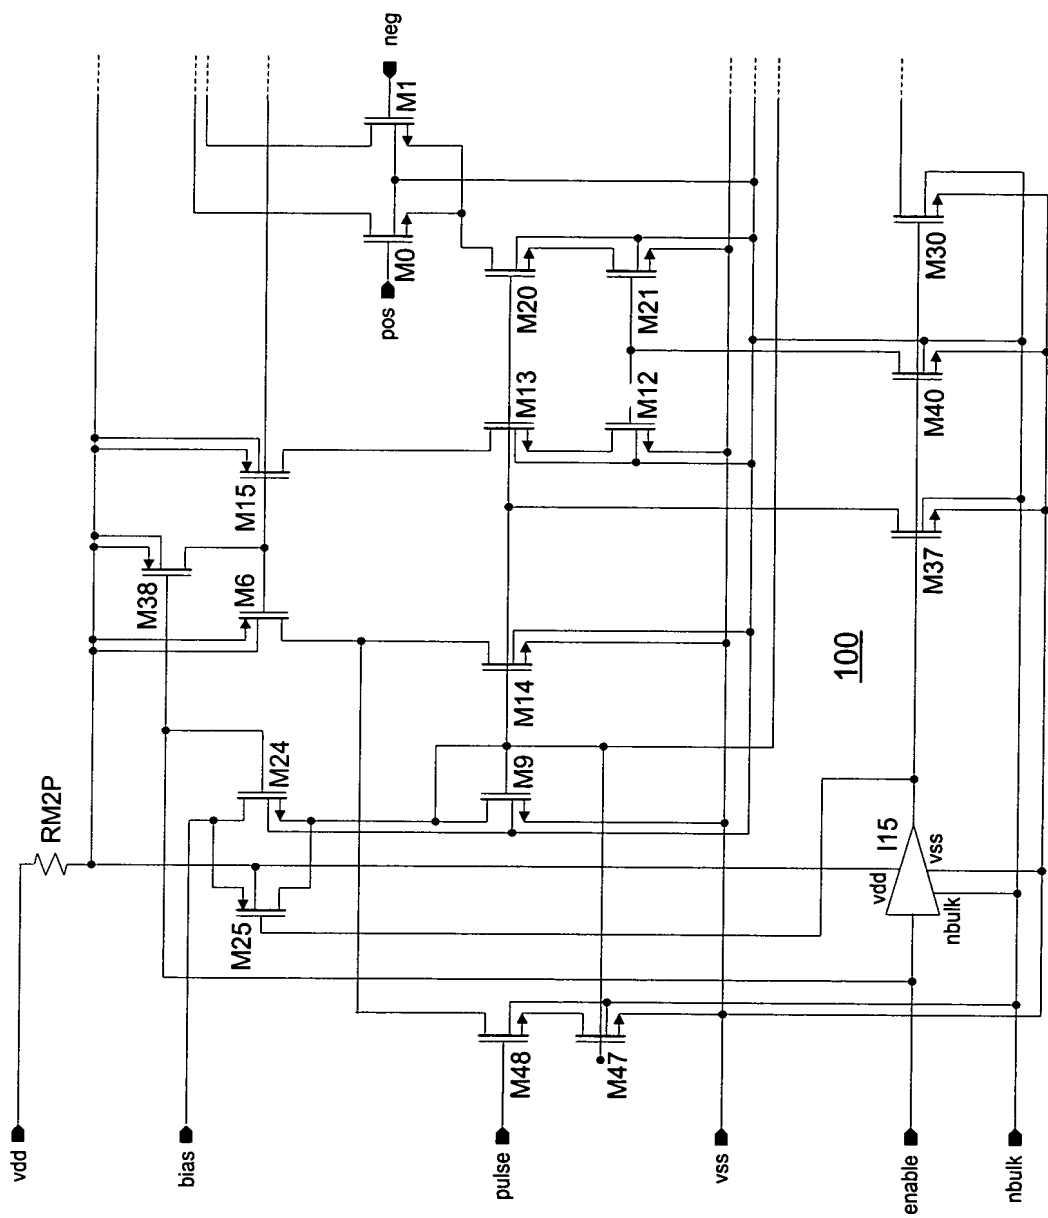 vdd
RM2P
bias
pulse
vss
enable
nbulk
M25
M24
M38
M6
M15
pos
M0
M1
neg
M48
M47
M9
M14
M13
M20
M12
M21
100
vdd
I15
vss
nbulk
M37
M40
M30